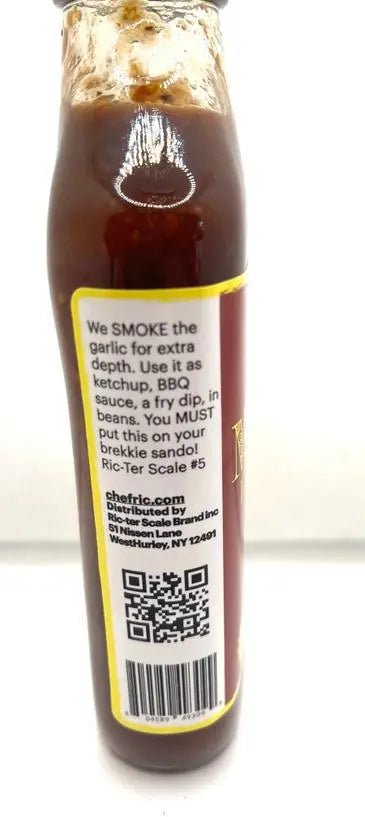 We SMOKE the
garlic for extra
depth. Use it as
ketchup, BBQ
sauce, a fry dip, in
beans. You MUST
put this on your
brekkie sando!
Ric-Ter Scale #5
chefric.com
Distributed by
Ric-ter Scale Brand inc
51 Nissen Lane
WestHurley, NY 12491